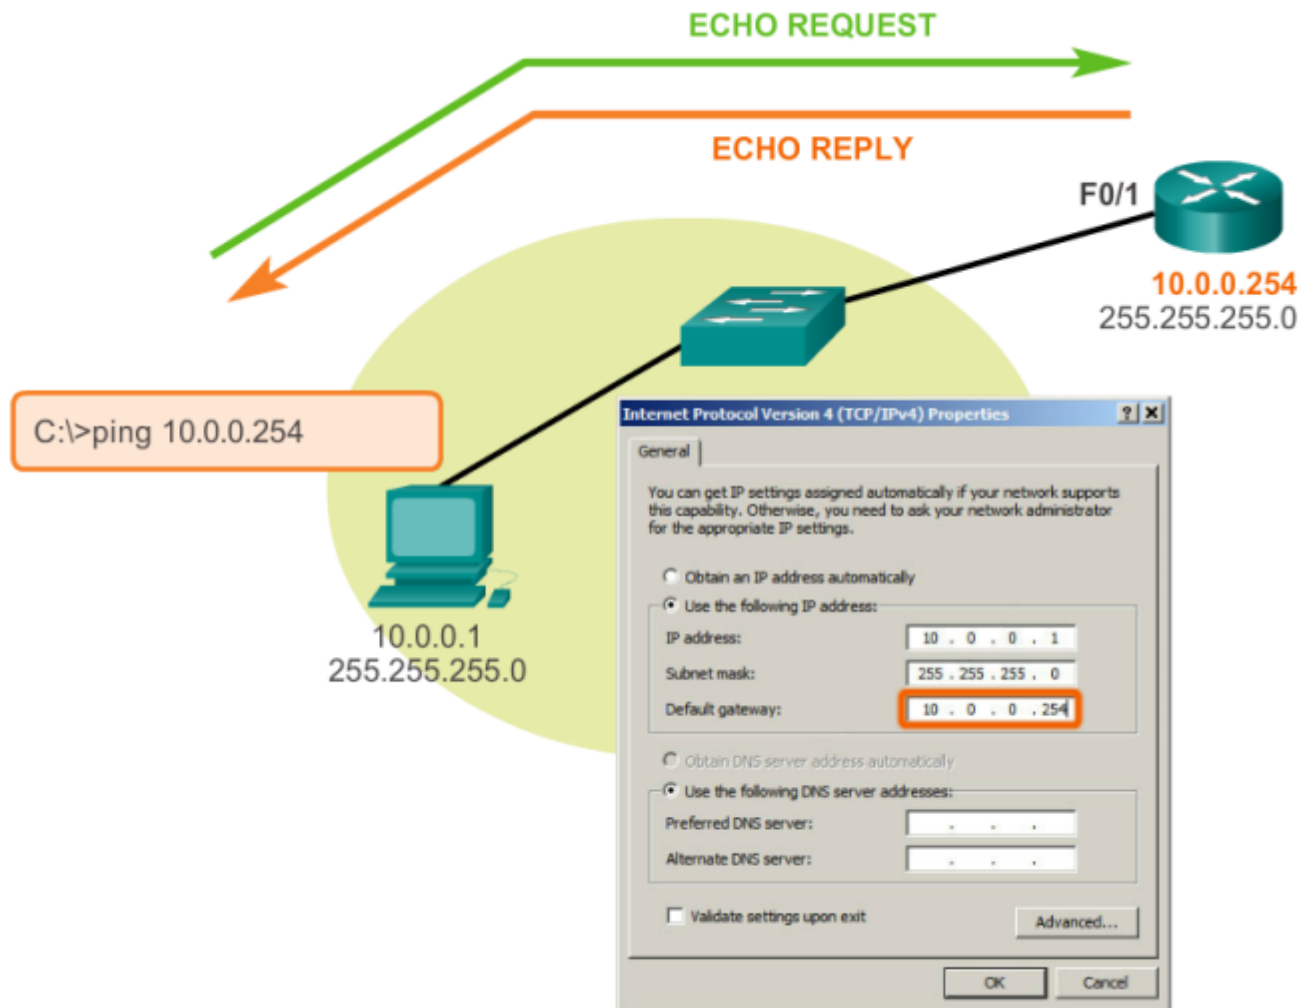 ECHO REQUEST
ECHO REPLY
F0/1
10.0.0.254
255.255.255.0
C:\>ping 10.0.0.254
10.0.0.1
255.255.255.0
Internet Protocol Version 4 (TCP/IPv4) Properties
General
You can get IP settings assigned automatically if your network supports
this capability. Otherwise, you need to ask your network administrator
for the appropriate IP settings.
Obtain an IP address automatically
Use the following IP address:
IP address: 10 . 0 . 0 . 1
Subnet mask: 255 . 255 . 255 . 0
Default gateway: 10 . 0 . 0 . 254
Obtain DNS server address automatically
Use the following DNS server addresses:
Preferred DNS server: . . .
Alternate DNS server: . . .
Validate settings upon exit
Advanced...
OK Cancel